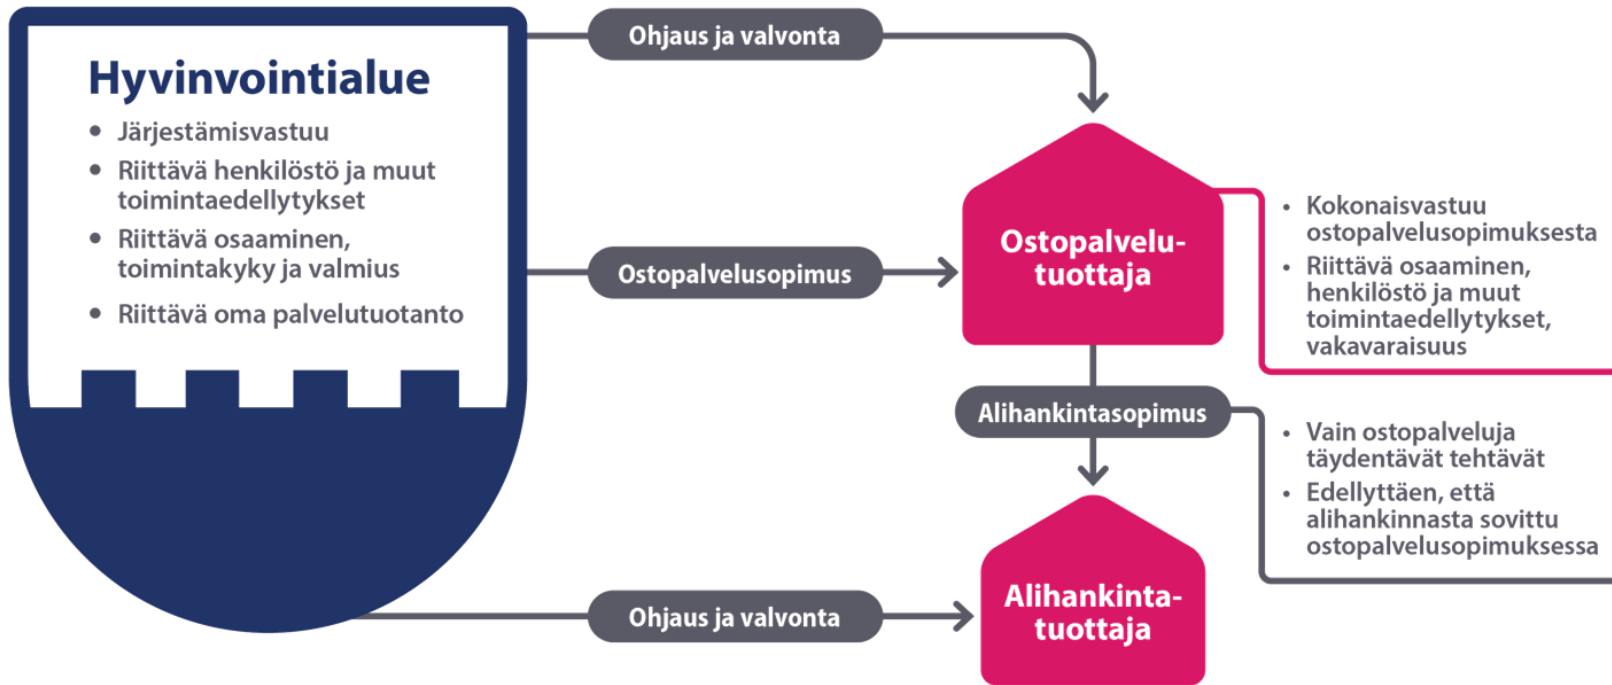 Hyvinvointialue
• Järjestämisvastuu
• Riittävä henkilöstö ja muut
toimintaedellytykset
• Riittävä osaaminen,
toimintakyky ja valmius
• Riittävä oma palvelutuotanto
Ohjaus ja valvonta
Ostopalvelusopimus
Ostopalvelu-
tuottaja
• Kokonaisvastuu
ostopalvelusopimuksesta
• Riittävä osaaminen,
henkilöstö ja muut
toimintaedellytykset,
vakavaraisuus
Alihankintasopimus
• Vain ostopalveluja
täydentävät tehtävät
• Edellyttäen, että
alihankinnasta sovittu
ostopalvelusopimuksessa
Ohjaus ja valvonta
Alihankinta-
tuottaja